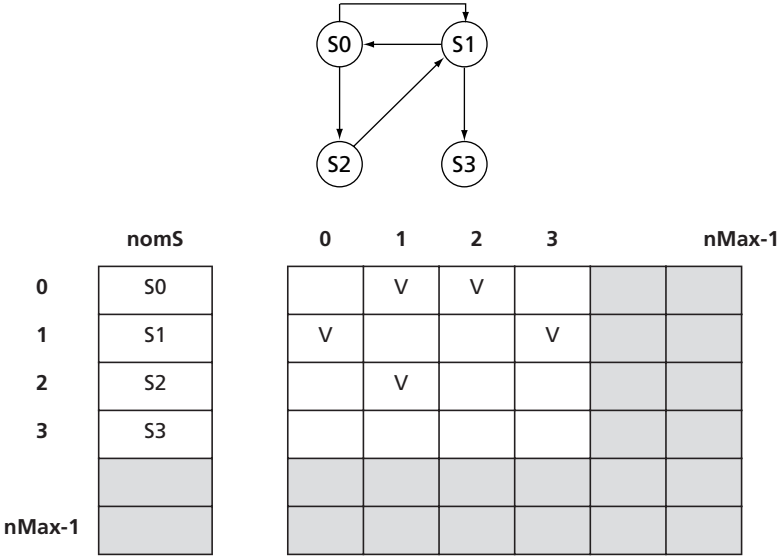 S0 S1
S2 S3
nomS 0 1 2 3 nMax-1
0 S0 V V
1 S1 V V
2 S2 V
3 S3
nMax-1